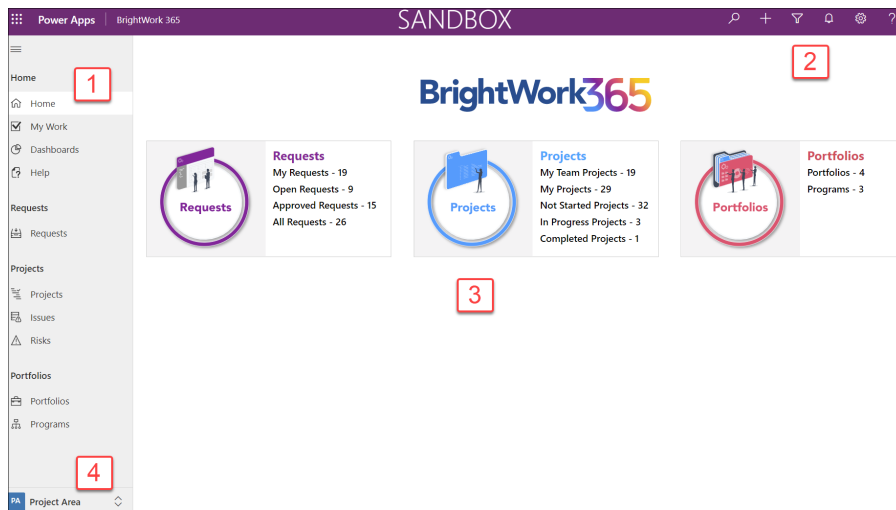 Power Apps
BrightWork 365
SANDBOX
?
Home
1
2
Home
My Work
Dashboards
Help
Requests
Requests
Projects
Projects
Issues
Risks
Portfolios
Portfolios
Programs
4
PA Project Area
BrightWork365
Requests
Requests
My Requests - 19
Open Requests - 9
Approved Requests - 15
All Requests - 26
Projects
Projects
My Team Projects - 19
My Projects - 29
Not Started Projects - 32
In Progress Projects - 3
Completed Projects - 1
Portfolios
Portfolios
Portfolios - 4
Programs - 3
3